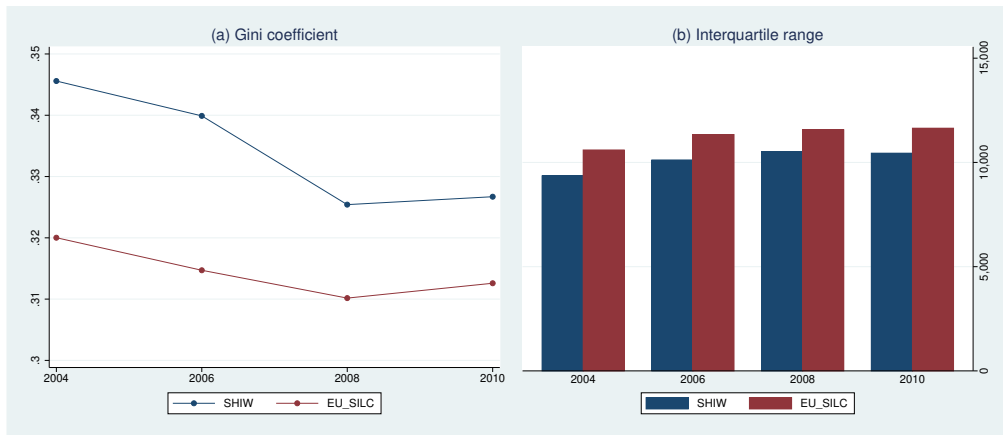 (a) Gini coefficient
.35
.34
.33
.32
.31
.3
2004 2006 2008 2010
SHIW EU_SILC
(b) Interquartile range
15,000
10,000
5,000
0
2004 2006 2008 2010
SHIW EU_SILC